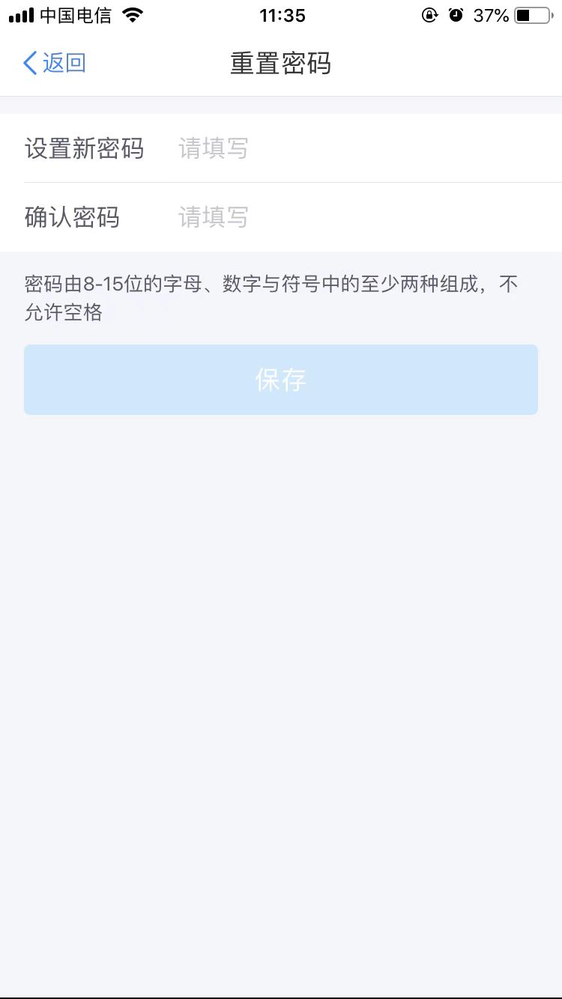 中国电信 11:35 37%
返回 重置密码
设置新密码 请填写
确认密码 请填写
密码由8-15位的字母、数字与符号中的至少两种组成，不
允许空格
保存